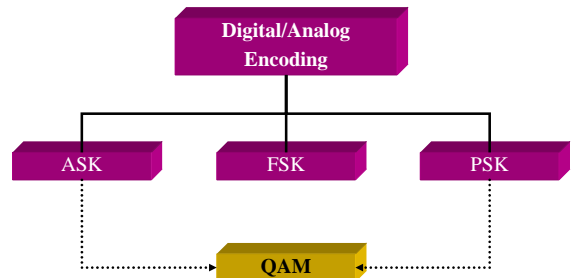 Digital/Analog
Encoding
ASK
FSK
PSK
QAM